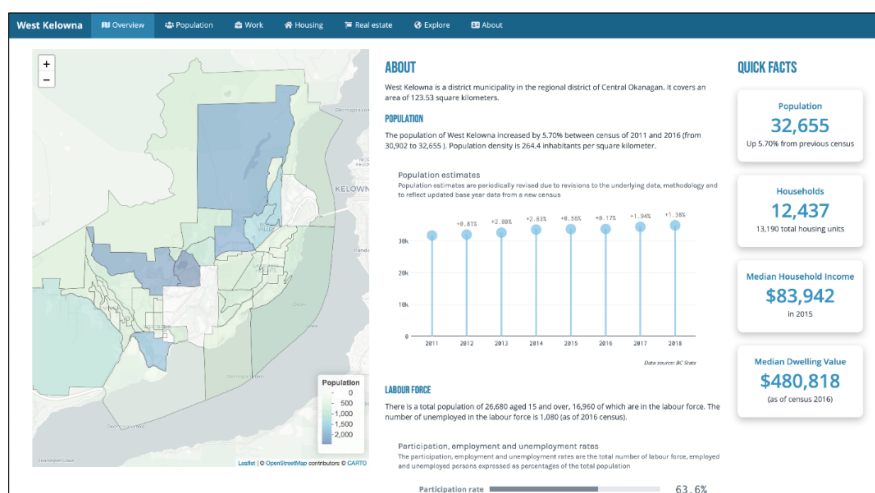 West Kelowna
Overview
Population
Work
Housing
Real estate
Explore
About
+
−
KELOWN
Population
0
500
1,000
1,500
2,000
Leaflet | © OpenStreetMap contributors © CARTO
ABOUT
West Kelowna is a district municipality in the regional district of Central Okanagan. It covers an
area of 123.53 square kilometers.
POPULATION
The population of West Kelowna increased by 5.70% between census of 2011 and 2016 (from
30,902 to 32,655 ). Population density is 264.4 inhabitants per square kilometer.
Population estimates
Population estimates are periodically revised due to revisions to the underlying data, methodology and
to reflect updated base year data from a new census
+0.81%
+2.00%
+2.83%
+0.17%
+1.94%
+1.38%
30k
20k
10k
0
2011
2012
2013
2014
2015
2016
2017
2018
Data source: BC Stats
LABOUR FORCE
There is a total population of 26,680 aged 15 and over, 16,960 of which are in the labour force. The
number of unemployed in the labour force is 1,080 (as of 2016 census).
Participation, employment and unemployment rates
The participation, employment and unemployment rates are the total number of labour force, employed
and unemployed persons expressed as percentages of the total population
Participation rate
63.6%
QUICK FACTS
Population
32,655
Up 5.70% from previous census
Households
12,437
13,190 total housing units
Median Household Income
$83,942
in 2015
Median Dwelling Value
$480,818
(as of census 2016)